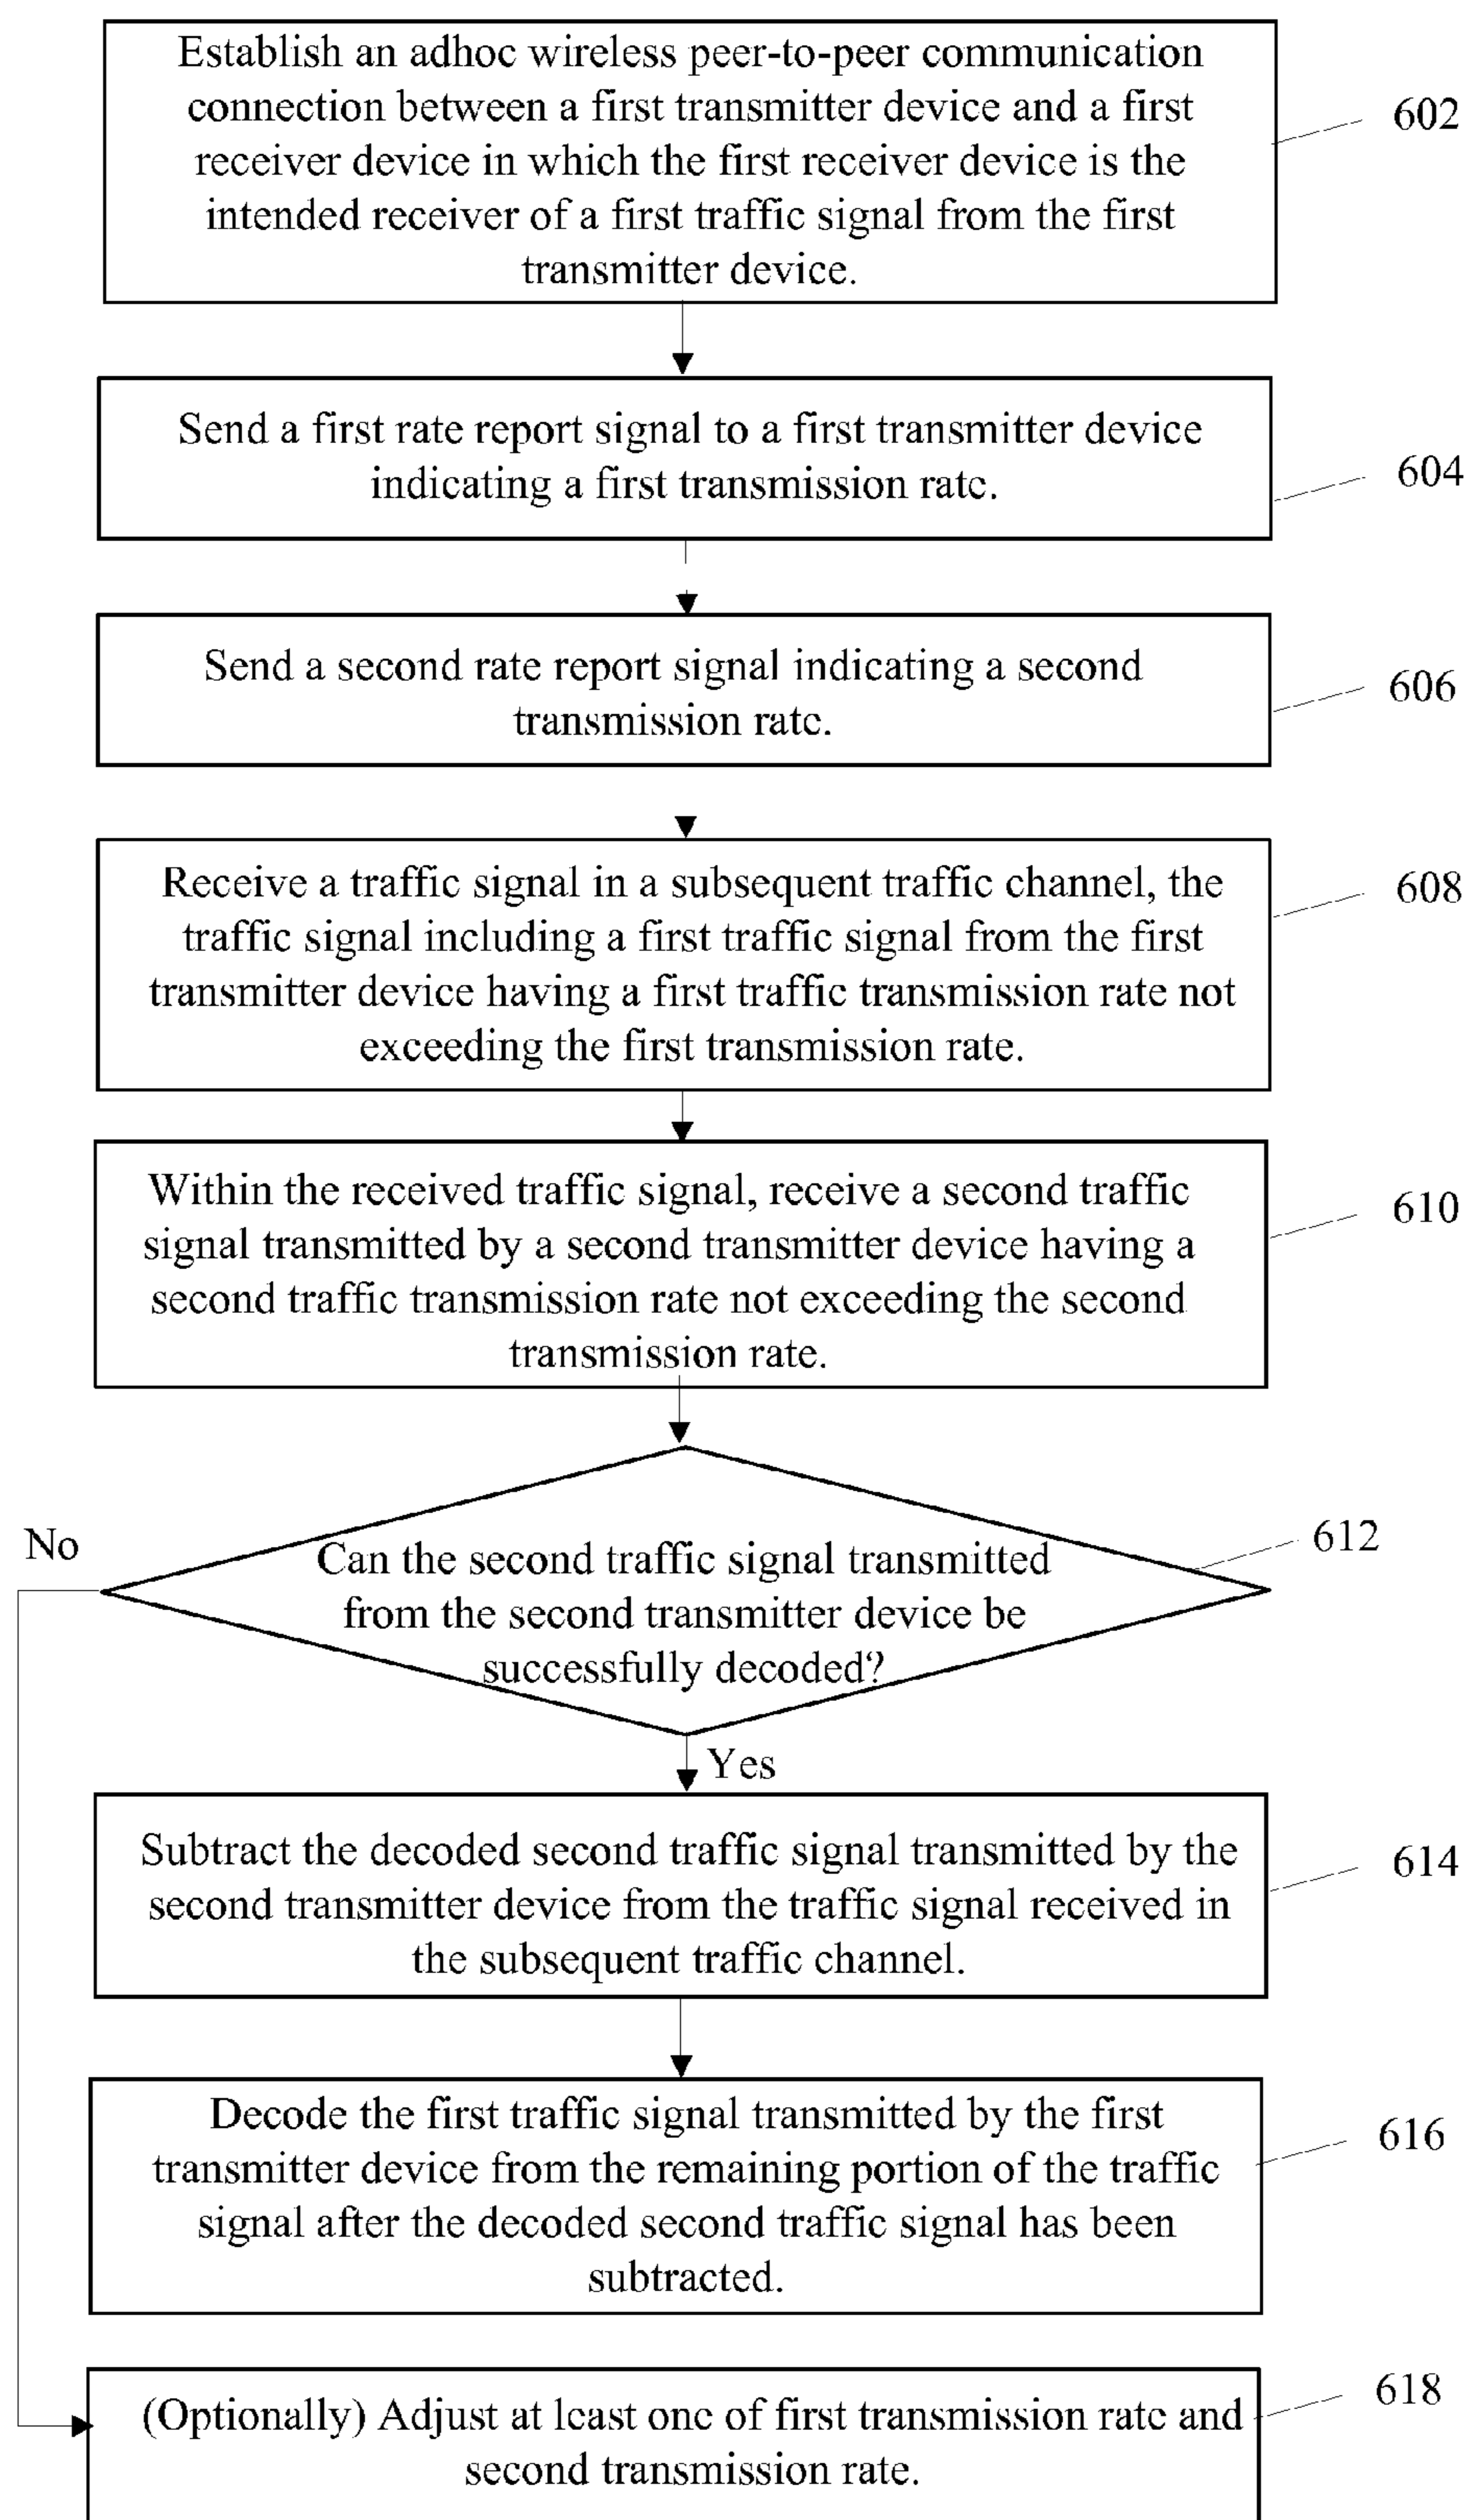 Establish an adhoc wireless peer-to-peer communication
connection between a first transmitter device and a first
receiver device in which the first receiver device is the
intended receiver of a first traffic signal from the first
transmitter device.
602
Send a first rate report signal to a first transmitter device
indicating a first transmission rate.
604
Send a second rate report signal indicating a second
transmission rate.
606
Receive a traffic signal in a subsequent traffic channel, the
traffic signal including a first traffic signal from the first
transmitter device having a first traffic transmission rate not
exceeding the first transmission rate.
608
Within the received traffic signal, receive a second traffic
signal transmitted by a second transmitter device having a
second traffic transmission rate not exceeding the second
transmission rate.
610
No
Can the second traffic signal transmitted
from the second transmitter device be
successfully decoded?
612
Yes
Subtract the decoded second traffic signal transmitted by the
second transmitter device from the traffic signal received in
the subsequent traffic channel.
614
Decode the first traffic signal transmitted by the first
transmitter device from the remaining portion of the traffic
signal after the decoded second traffic signal has been
subtracted.
616
(Optionally) Adjust at least one of first transmission rate and
second transmission rate.
618